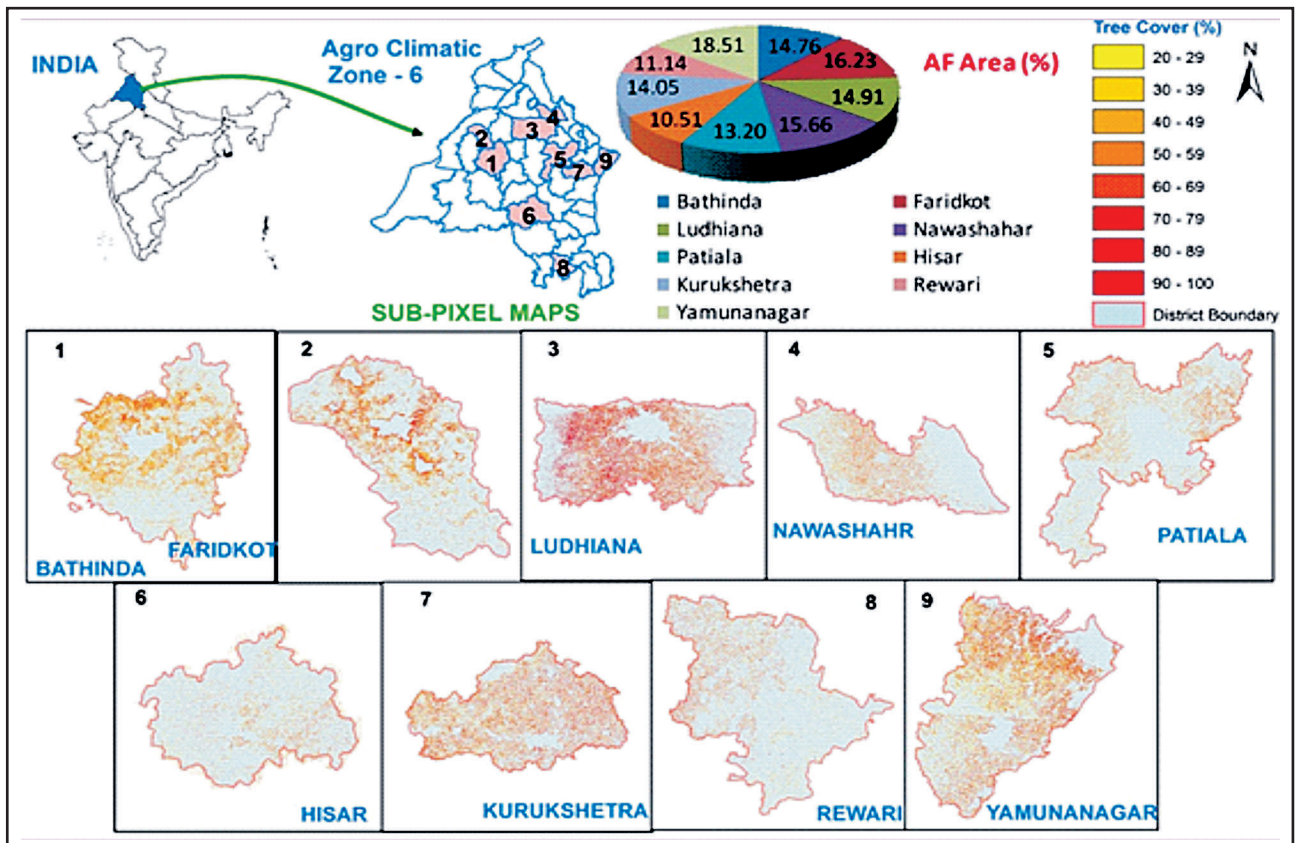 INDIA
Agro Climatic
Zone - 6
1
2
3
4
5
6
7
8
9
SUB-PIXEL MAPS
14.76
16.23
14.91
15.66
13.20
10.51
14.05
11.14
18.51
AF Area (%)
Bathinda
Faridkot
Ludhiana
Nawashahar
Patiala
Hisar
Kurukshetra
Rewari
Yamunanagar
Tree Cover (%)
20 - 29
30 - 39
40 - 49
50 - 59
60 - 69
70 - 79
80 - 89
90 - 100
District Boundary
N
1
BATHINDA
FARIDKOT
2
3
LUDHIANA
4
NAWASHAHR
5
PATIALA
6
HISAR
7
KURUKSHETRA
8
REWARI
9
YAMUNANAGAR